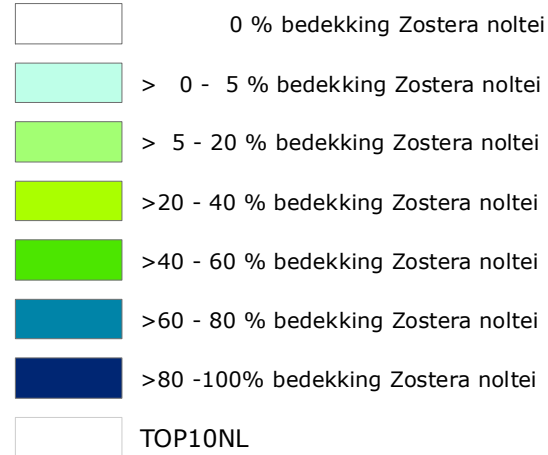 0 % bedekking Zostera noltei
> 0 - 5 % bedekking Zostera noltei
> 5 - 20 % bedekking Zostera noltei
>20 - 40 % bedekking Zostera noltei
>40 - 60 % bedekking Zostera noltei
>60 - 80 % bedekking Zostera noltei
>80 -100% bedekking Zostera noltei
TOP10NL